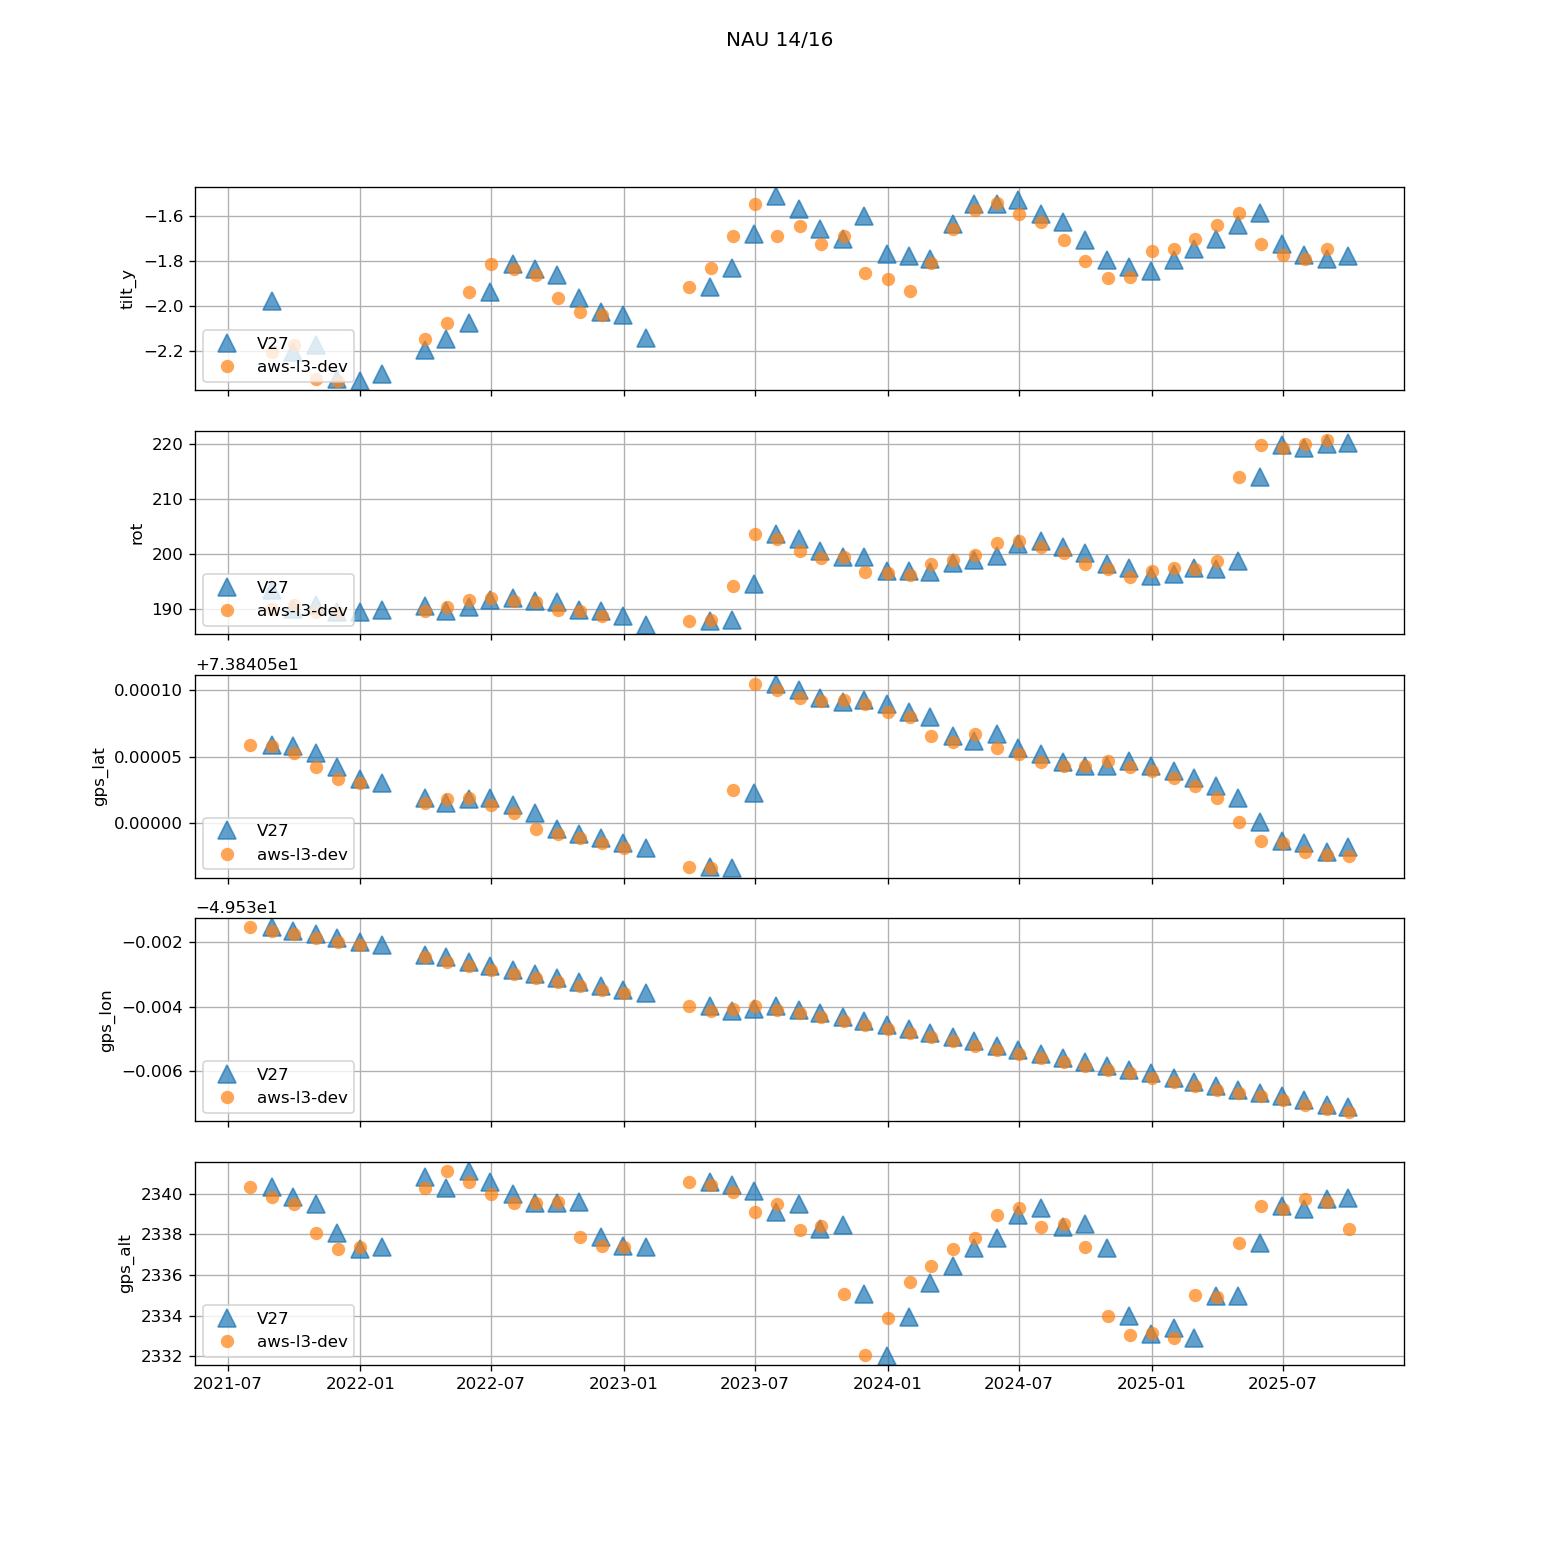 NAU 14/16
−1.6
−1.8
−2.0
−2.2
tilt_y
V27
aws-l3-dev
220
210
200
190
rot
V27
aws-l3-dev
+7.38405e1
0.00010
0.00005
0.00000
gps_lat
V27
aws-l3-dev
−4.953e1
−0.002
−0.004
−0.006
gps_lon
V27
aws-l3-dev
2340
2338
2336
2334
2332
gps_alt
V27
aws-l3-dev
2021-07 2022-01 2022-07 2023-01 2023-07 2024-01 2024-07 2025-01 2025-07